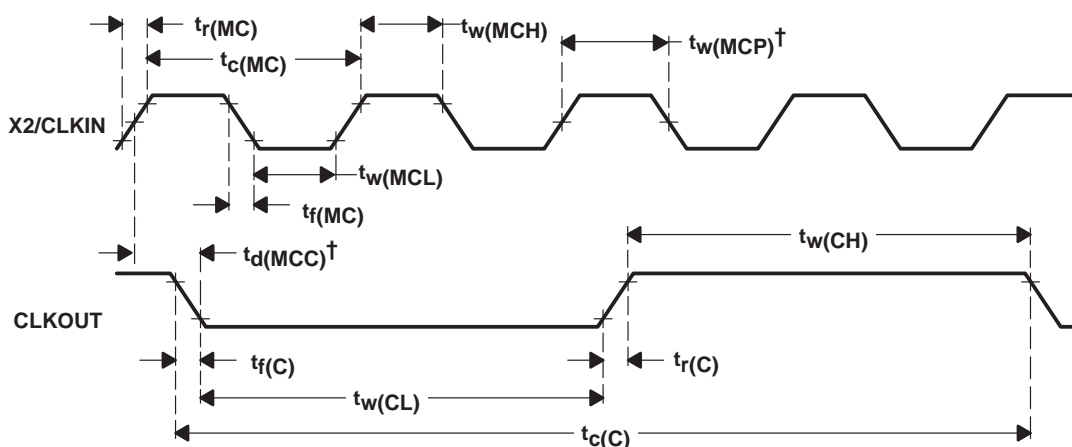 tr(MC)
tw(MCH)
tw(MCP)†
tc(MC)
X2/CLKIN
tw(MCL)
tf(MC)
td(MCC)†
tw(CH)
CLKOUT
tf(C)
tr(C)
tw(CL)
tc(C)